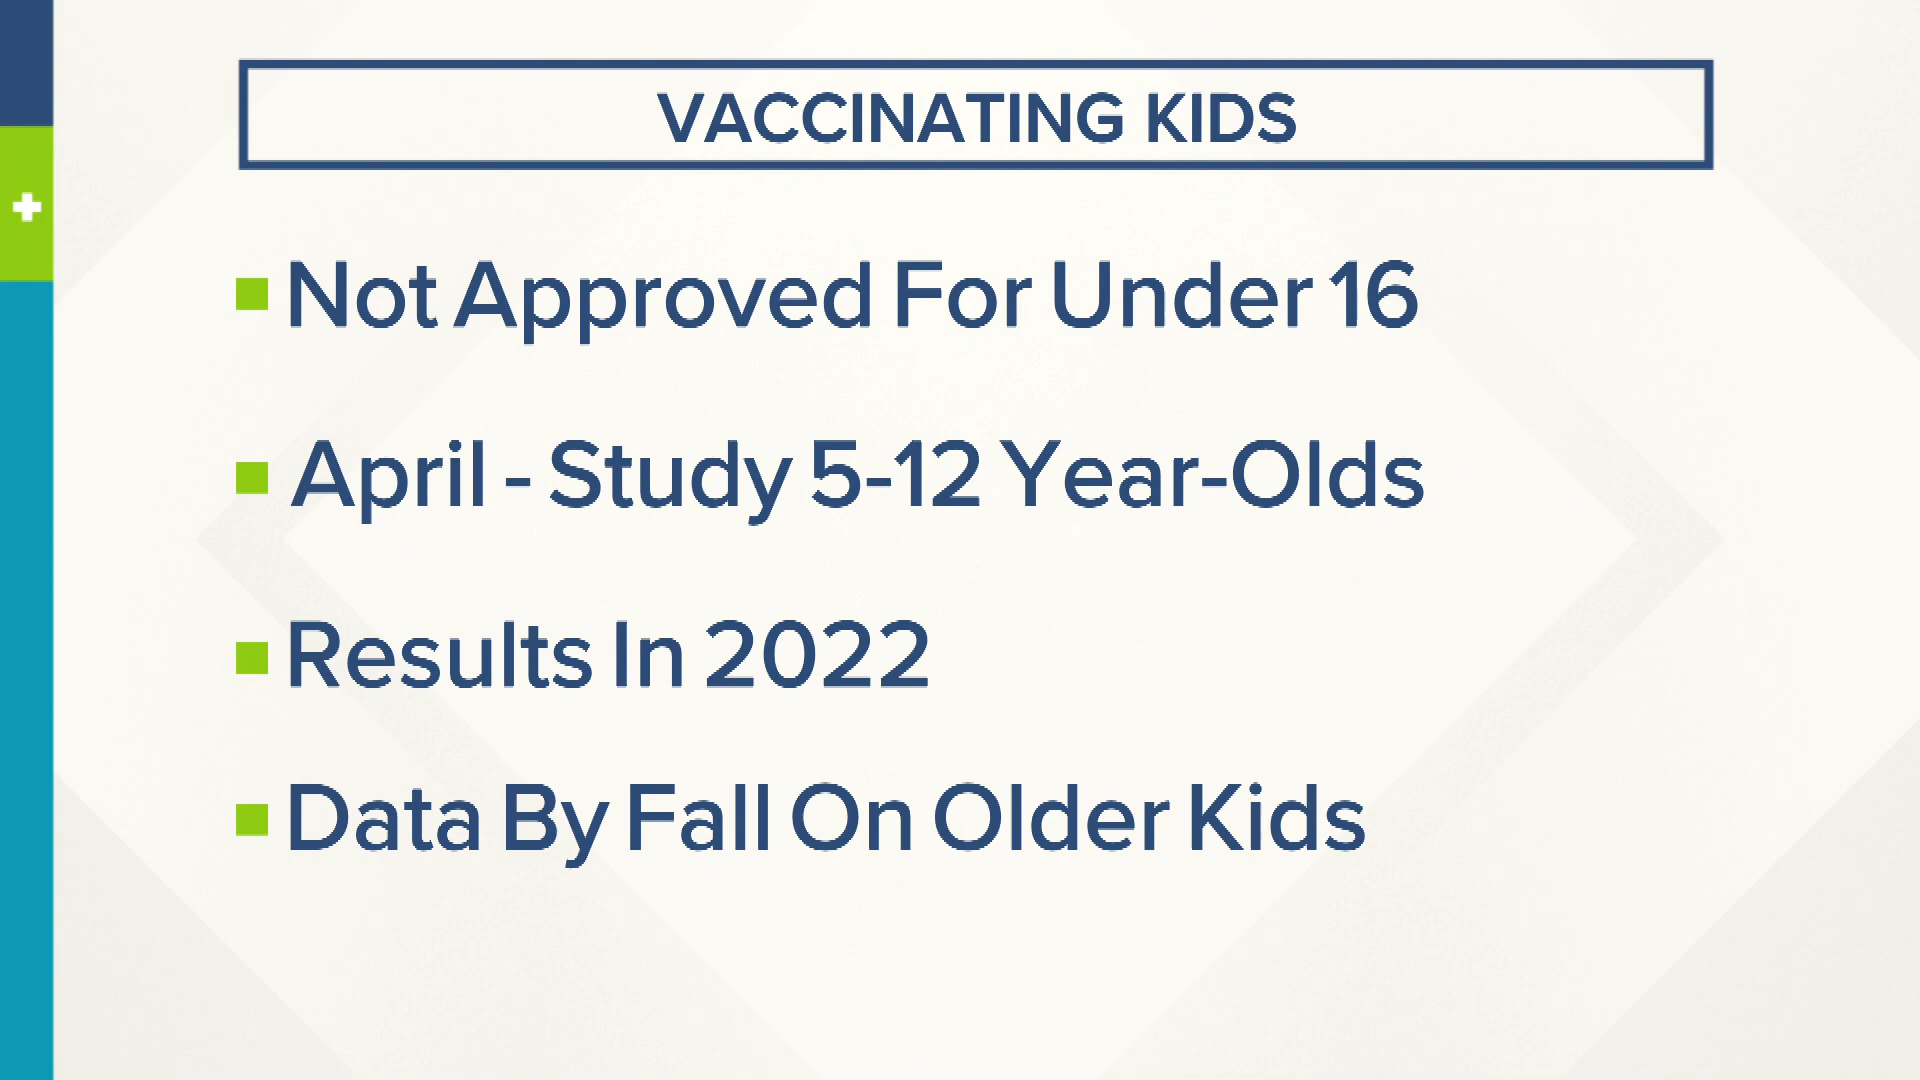 VACCINATING KIDS
Not Approved For Under 16
April - Study 5-12 Year-Olds
Results In 2022
Data By Fall On Older Kids